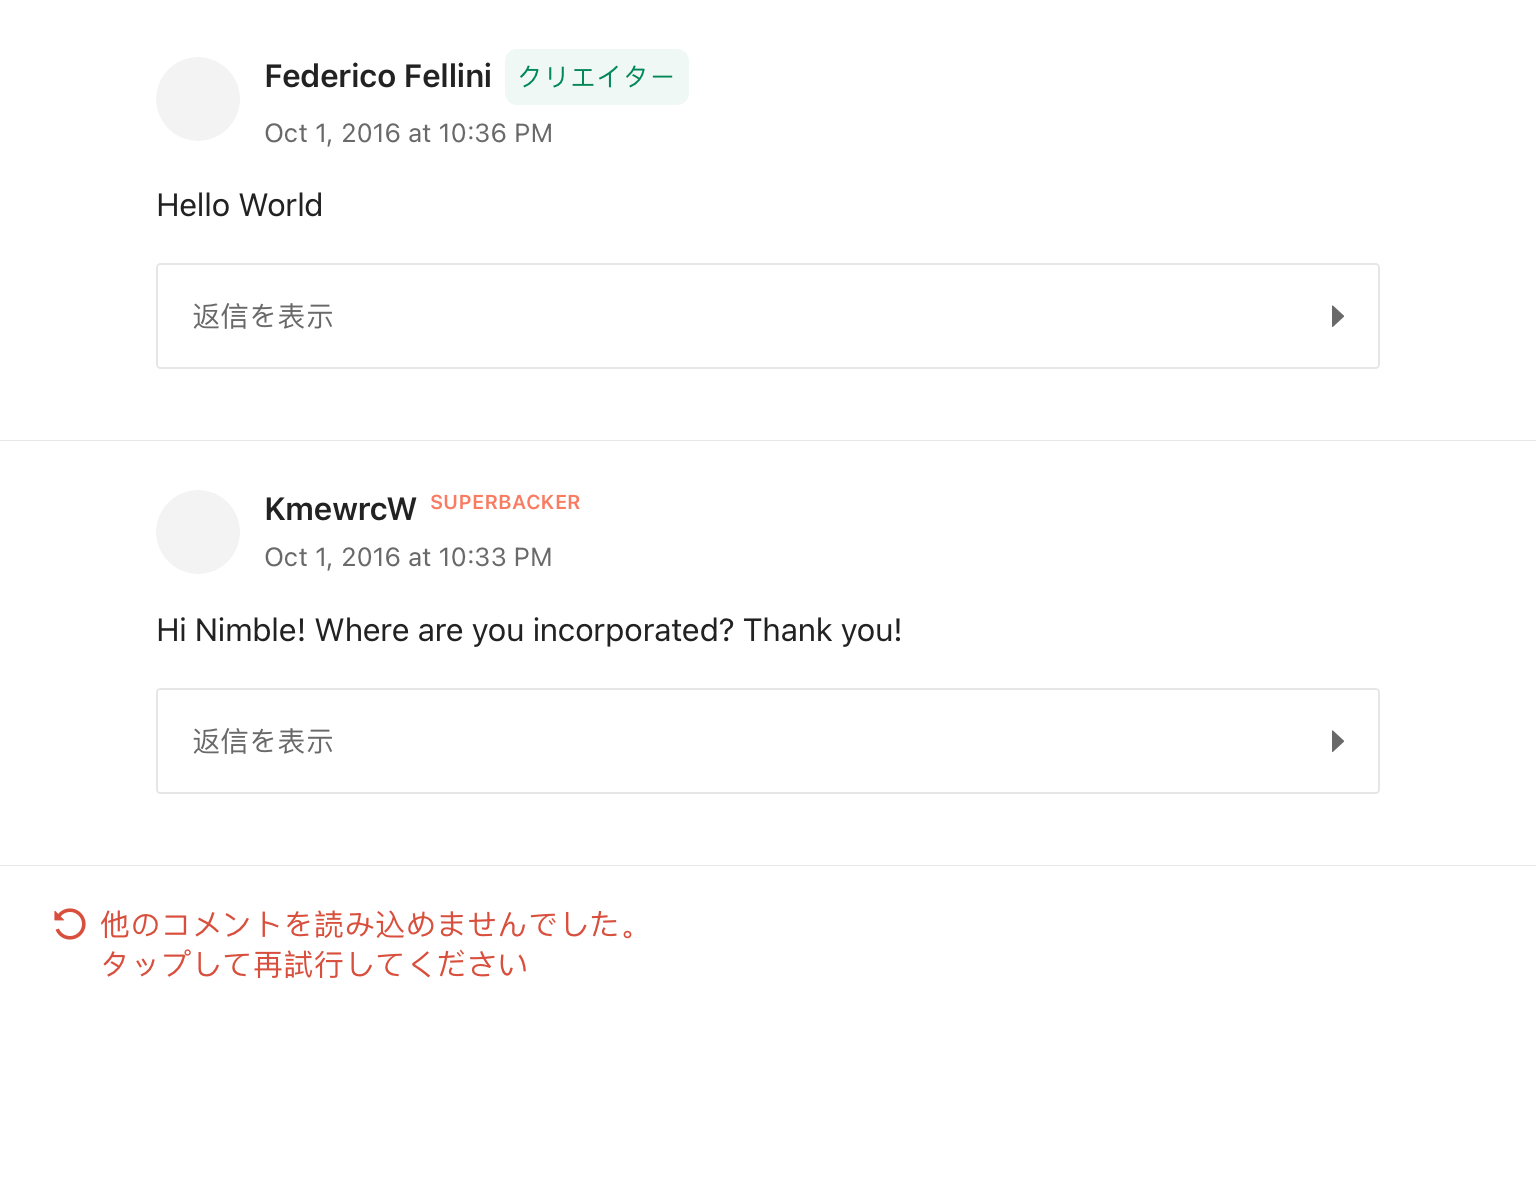 Federico Fellini クリエイター
Oct 1, 2016 at 10:36 PM
Hello World
返信を表示
KmewrcW SUPERBACKER
Oct 1, 2016 at 10:33 PM
Hi Nimble! Where are you incorporated? Thank you!
返信を表示
他のコメントを読み込めませんでした。
タップして再試行してください